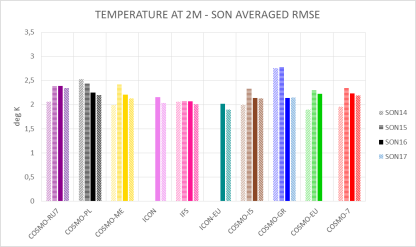 TEMPERATURE AT 2M - SON AVERAGED RMSE
3,5
3
2,5
2
1,5
1
0,5
0
deg K
COSMO-RU7
COSMO-PL
COSMO-ME
ICON
IFS
ICON-EU
COSMO-I5
COSMO-GR
COSMO-EU
COSMO-7
SON14
SON15
SON16
SON17